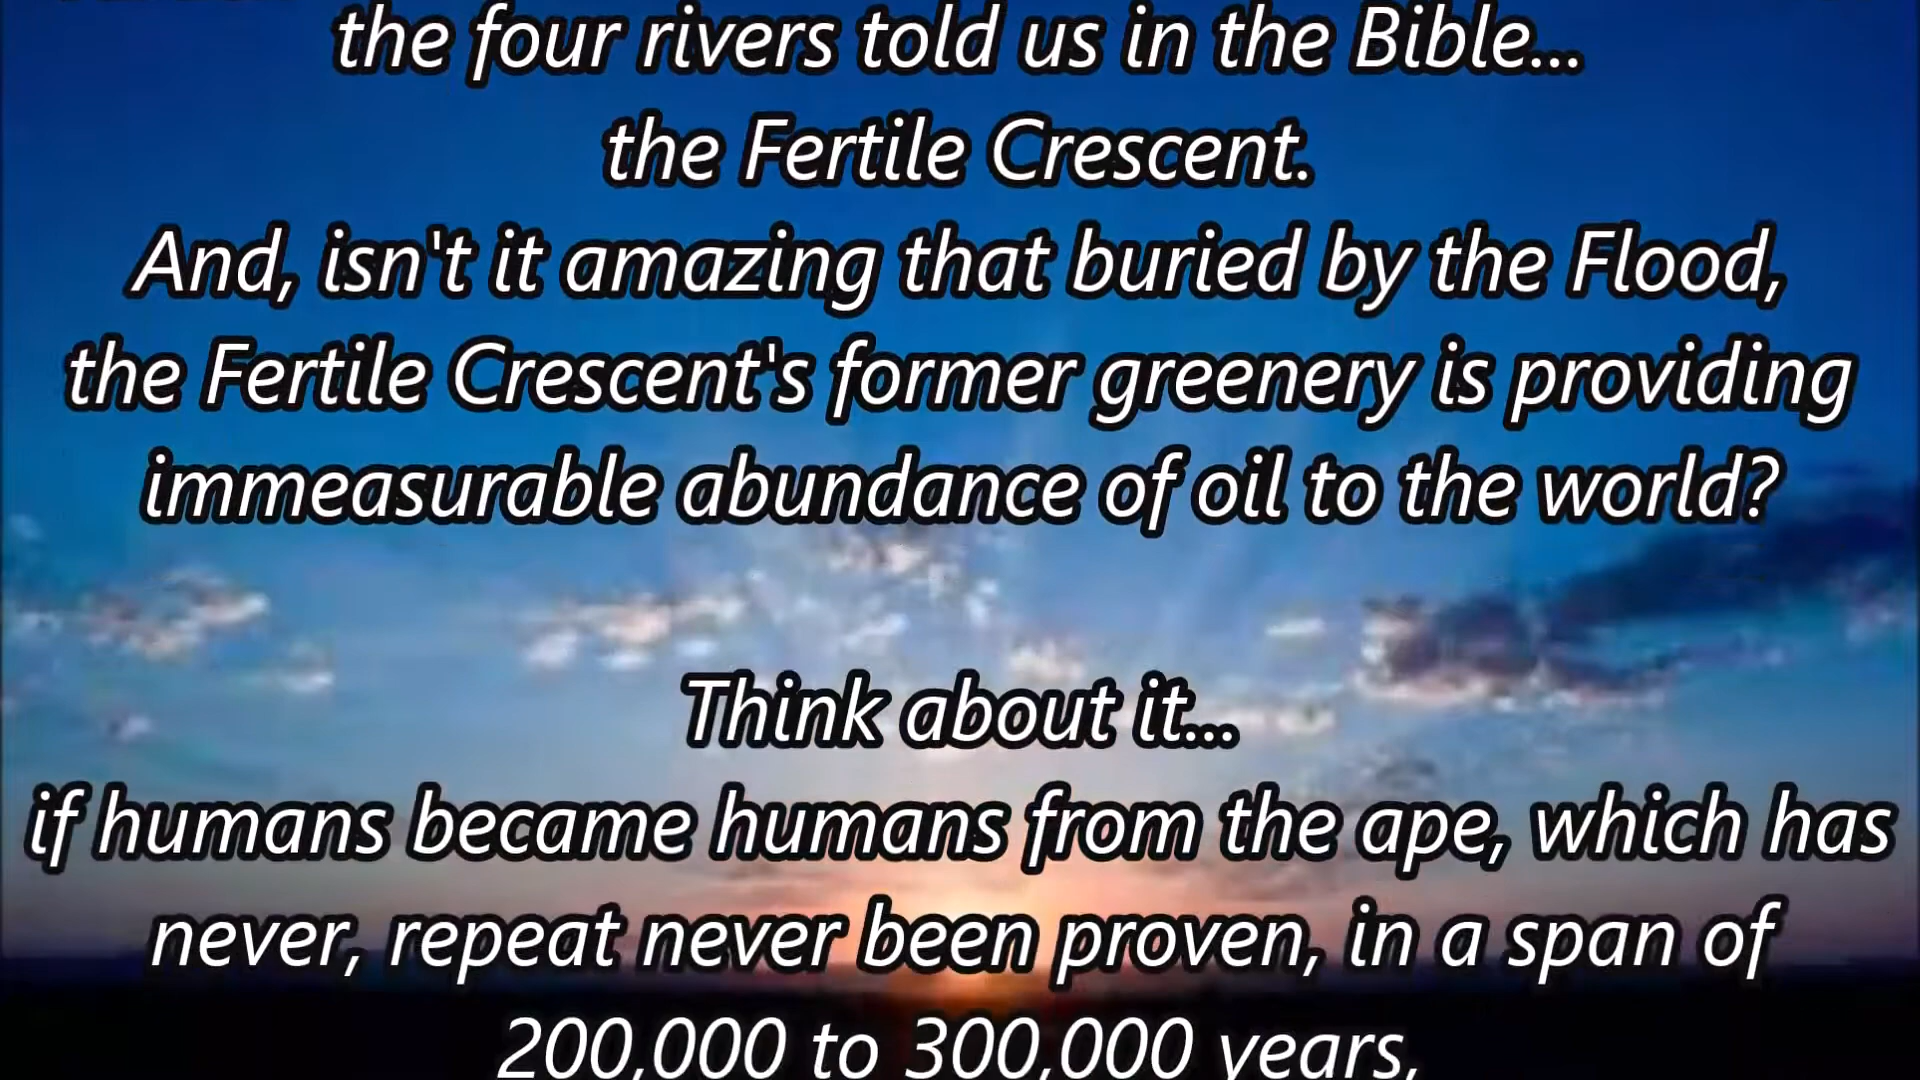 the four rivers told us in the Bible...
the Fertile Crescent.
And, isn't it amazing that buried by the Flood,
the Fertile Crescent's former greenery is providing
immeasurable abundance of oil to the world?
Think about it...
if humans became humans from the ape, which has
never, repeat never been proven, in a span of
200,000 to 300,000 years,